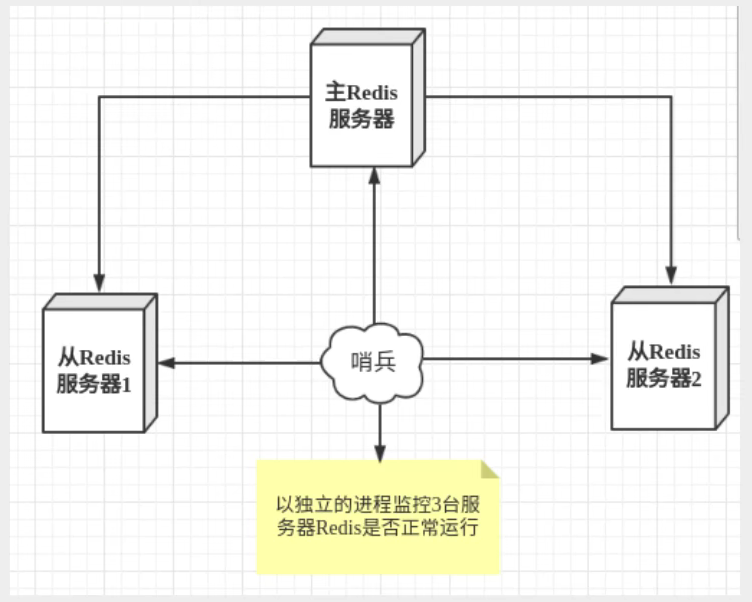 主Redis
服务器
从Redis
服务器1
哨兵
从Redis
服务器2
以独立的进程监控3台服
务器Redis是否正常运行